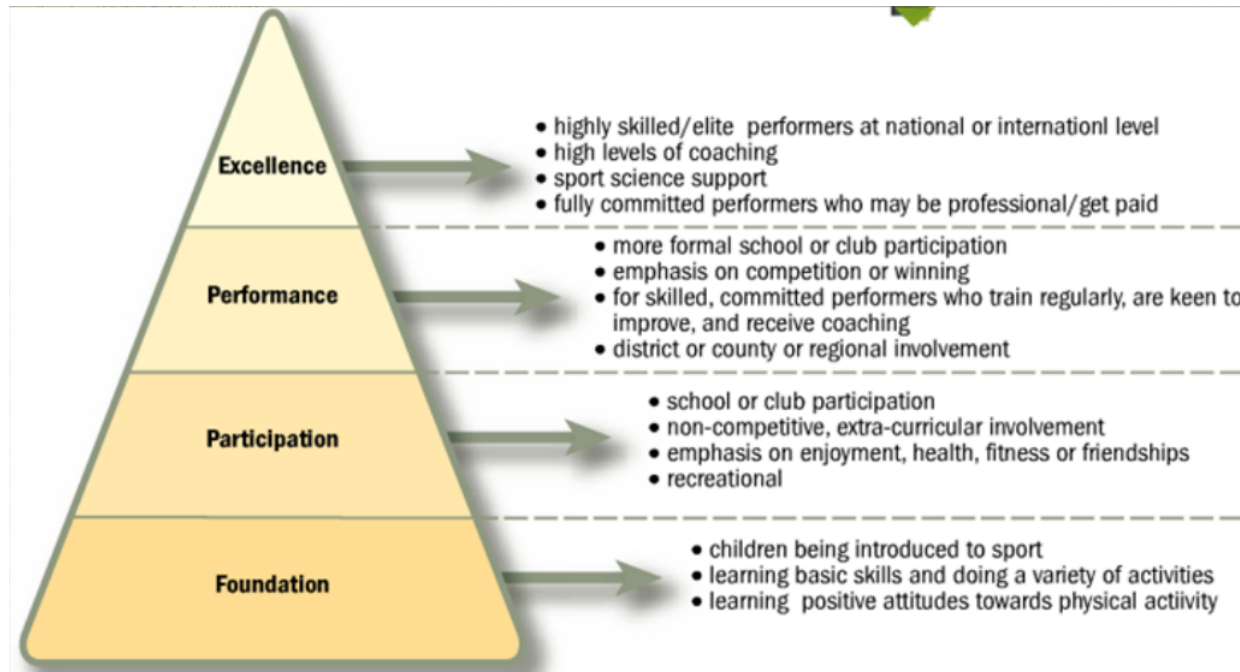 Excellence
• highly skilled/elite performers at national or internationl level
• high levels of coaching
• sport science support
• fully committed performers who may be professional/get paid
Performance
• more formal school or club participation
• emphasis on competition or winning
• for skilled, committed performers who train regularly, are keen to
improve, and receive coaching
• district or county or regional involvement
Participation
• school or club participation
• non-competitive, extra-curricular involvement
• emphasis on enjoyment, health, fitness or friendships
• recreational
Foundation
• children being introduced to sport
• learning basic skills and doing a variety of activities
• learning positive attitudes towards physical actiivity